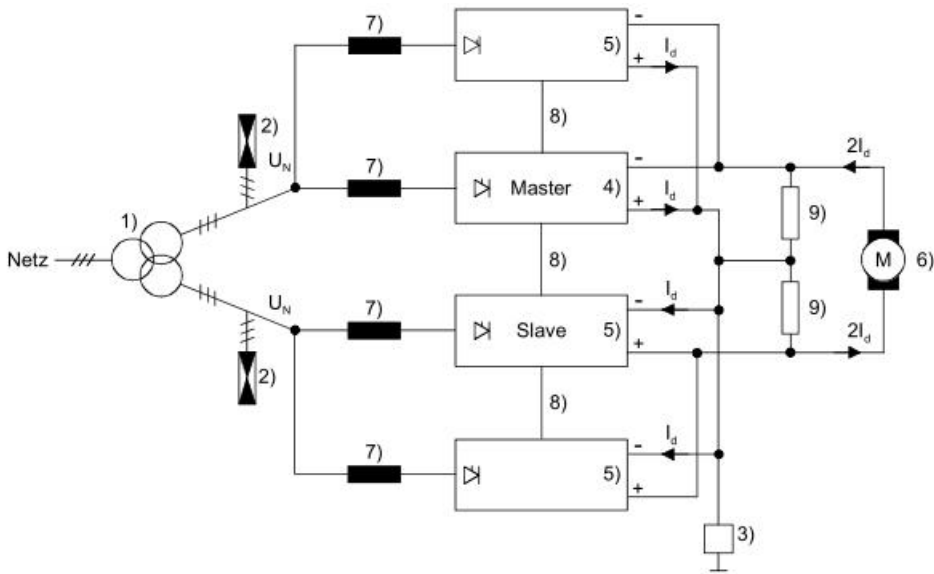 7)
5)
-
+
I_d
8)
2)
U_N
7)
Master
4)
-
+
I_d
2I_d
9)
1)
Netz
8)
M
6)
U_N
7)
Slave
5)
-
+
I_d
9)
2I_d
2)
8)
7)
5)
-
+
I_d
3)